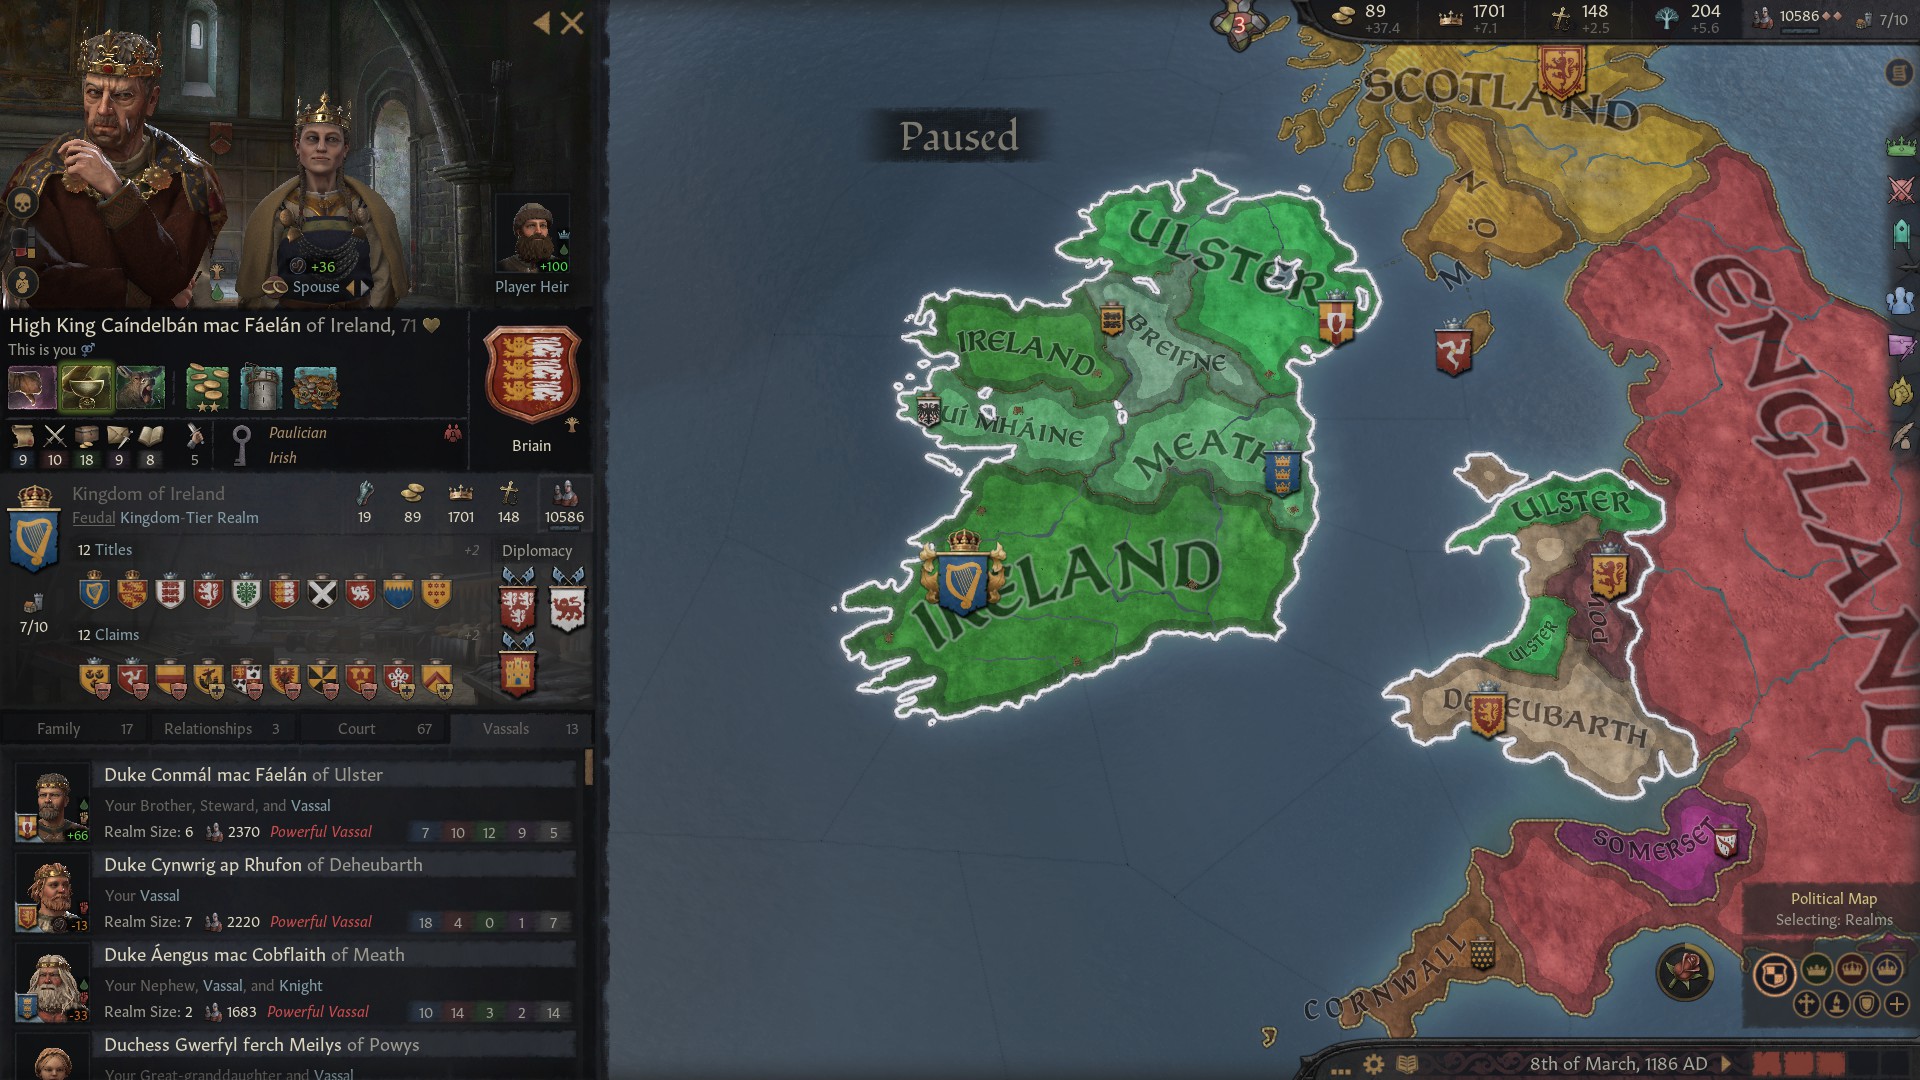 3
89
+37.4
1701
+7.1
148
+2.5
204
+5.6
10586
7/10
+36
Spouse
+100
Player Heir
High King Caíndelbán mac Fáelán of Ireland, 71
This is you
9 10 18 9 8 5
Paulician
Irish
Briain
Kingdom of Ireland
Feudal Kingdom-Tier Realm
19 89 1701 148 10586
12 Titles
+2
Diplomacy
7/10
12 Claims
+2
Family 17
Relationships 3
Court 67
Vassals 13
Duke Conmál mac Fáelán of Ulster
Your Brother, Steward, and Vassal
+66
Realm Size: 6 2370 Powerful Vassal 7 10 12 9 5
Duke Cynwrig ap Rhufon of Deheubarth
Your Vassal
-13
Realm Size: 7 2220 Powerful Vassal 18 4 0 1 7
Duke Áengus mac Cobflaith of Meath
Your Nephew, Vassal, and Knight
-33
Realm Size: 2 1683 Powerful Vassal 10 14 3 2 14
Duchess Gwerfyl ferch Meilys of Powys
Your Great-granddaughter and Vassal
Paused
SCOTLAND
ULSTER
IRELAND
BREIFNE
UÍ MHÁINE
MEATH
IRELAND
ENGLAND
ULSTER
ULSTER
SOMERSET
CORNWALL
Political Map
Selecting: Realms
8th of March, 1186 AD